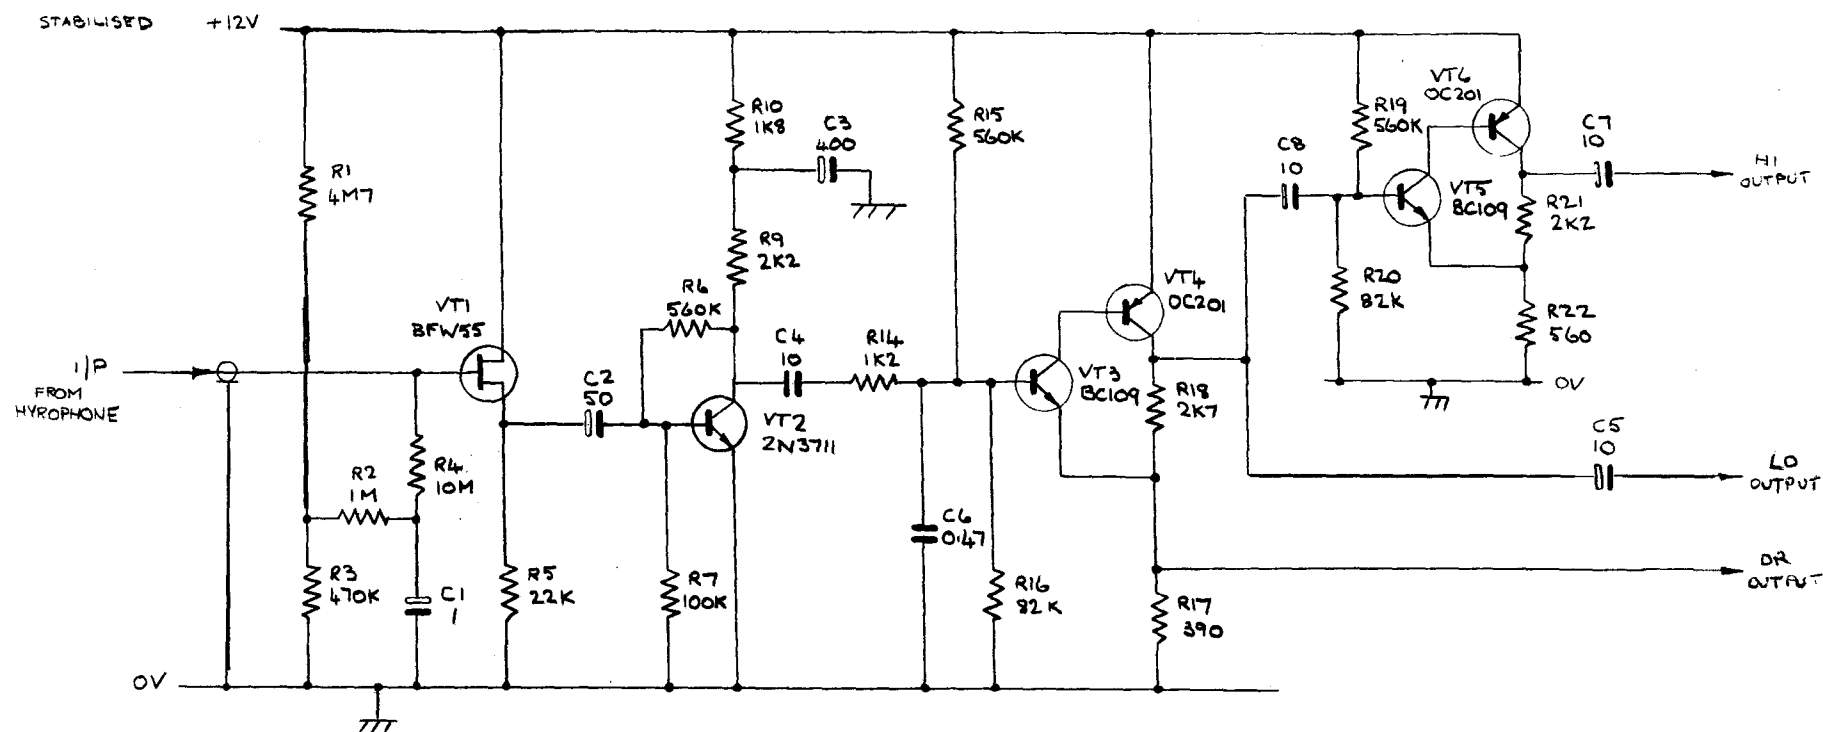 STABILISED +12V
R1
4M7
R10
1K8
C3
400
R15
560K
R19
560K
VT6
OC201
C7
10
HI
OUTPUT
C8
10
VT5
BC109
R21
2K2
R9
2K2
R6
560K
VT1
BFW55
I/P
FROM
HYROPHONE
C2
50
C4
10
R14
1K2
VT2
2N3711
VT3
BC109
VT4
OC201
R18
2K7
R20
82K
R22
560
0V
C5
10
LO
OUTPUT
R2
1M
R4
10M
C6
0.47
R3
470K
C1
1
R5
22K
R7
100K
R16
82K
R17
390
DR
OUTPUT
0V